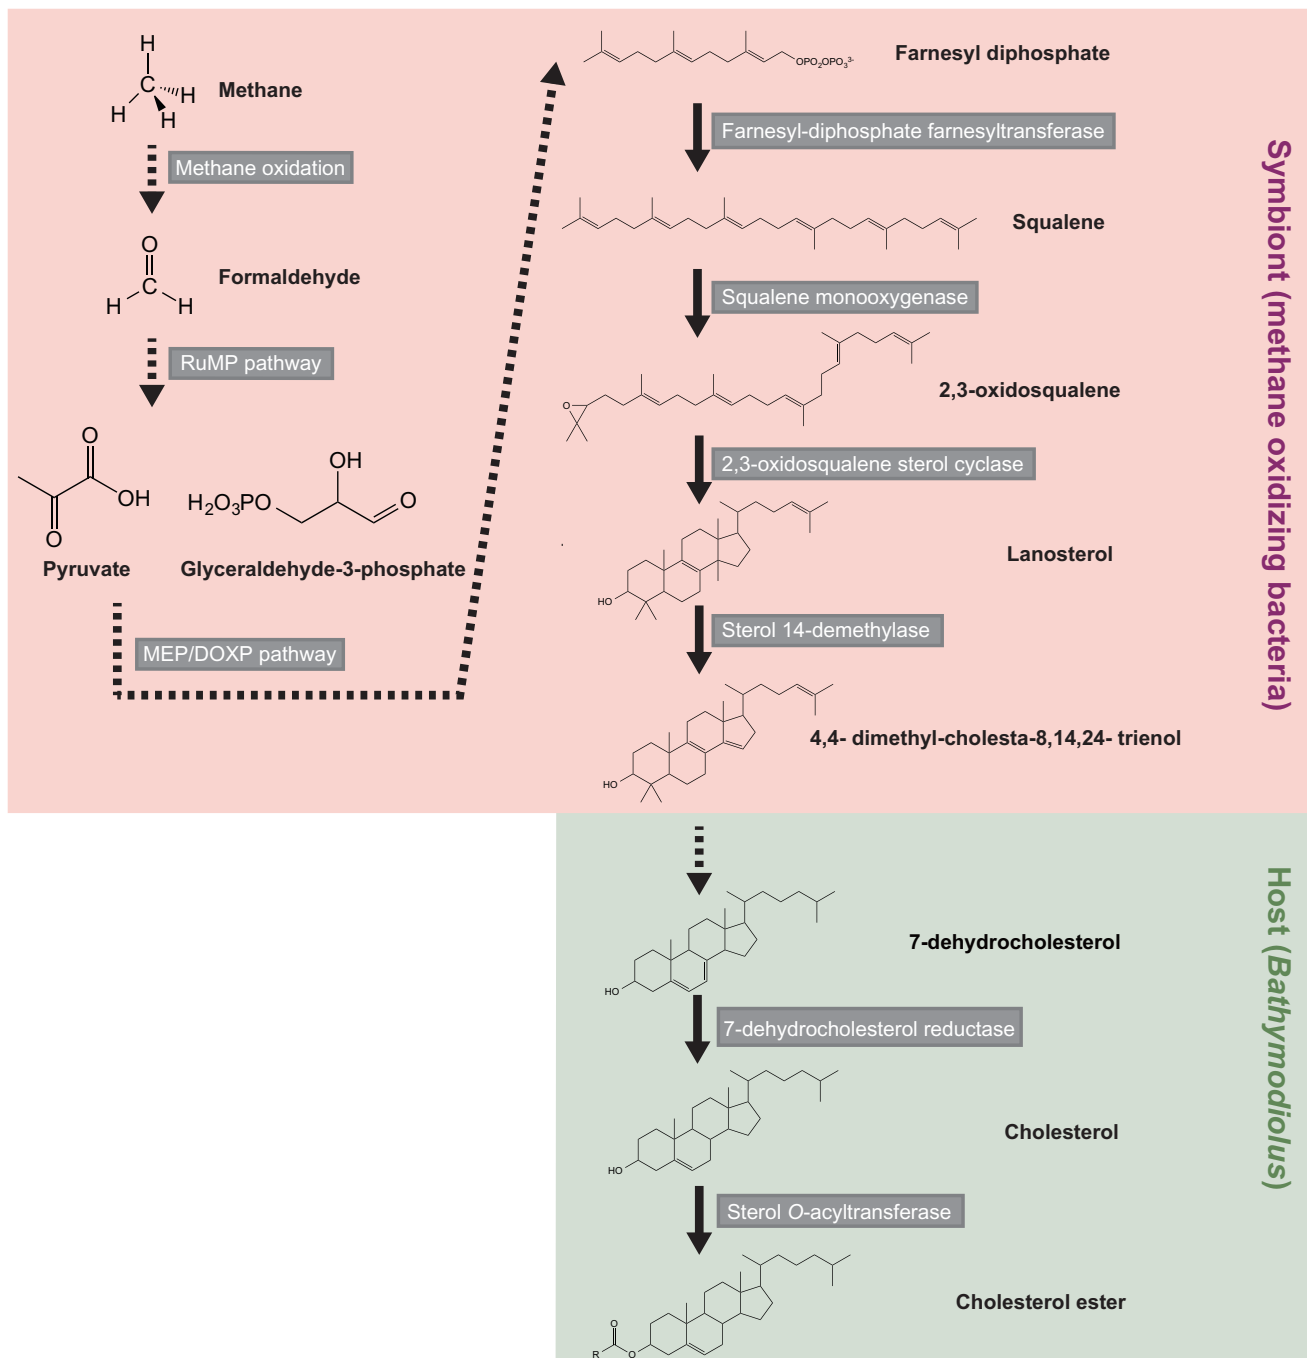 H
C
H
H
H
Methane
Methane oxidation
O
C
H
H
Formaldehyde
RuMP pathway
O
OH
O
Pyruvate
OH
H₂O₃PO
O
Glyceraldehyde-3-phosphate
MEP/DOXP pathway
OPO₂OPO₃³⁻
Farnesyl diphosphate
Farnesyl-diphosphate farnesyltransferase
Squalene
Squalene monooxygenase
O
2,3-oxidosqualene
2,3-oxidosqualene sterol cyclase
HO
Lanosterol
Sterol 14-demethylase
HO
4,4- dimethyl-cholesta-8,14,24- trienol
Symbiont (methane oxidizing bacteria)
HO
7-dehydrocholesterol
7-dehydrocholesterol reductase
HO
Cholesterol
Sterol O-acyltransferase
O
R
O
Cholesterol ester
Host (Bathymodiolus)